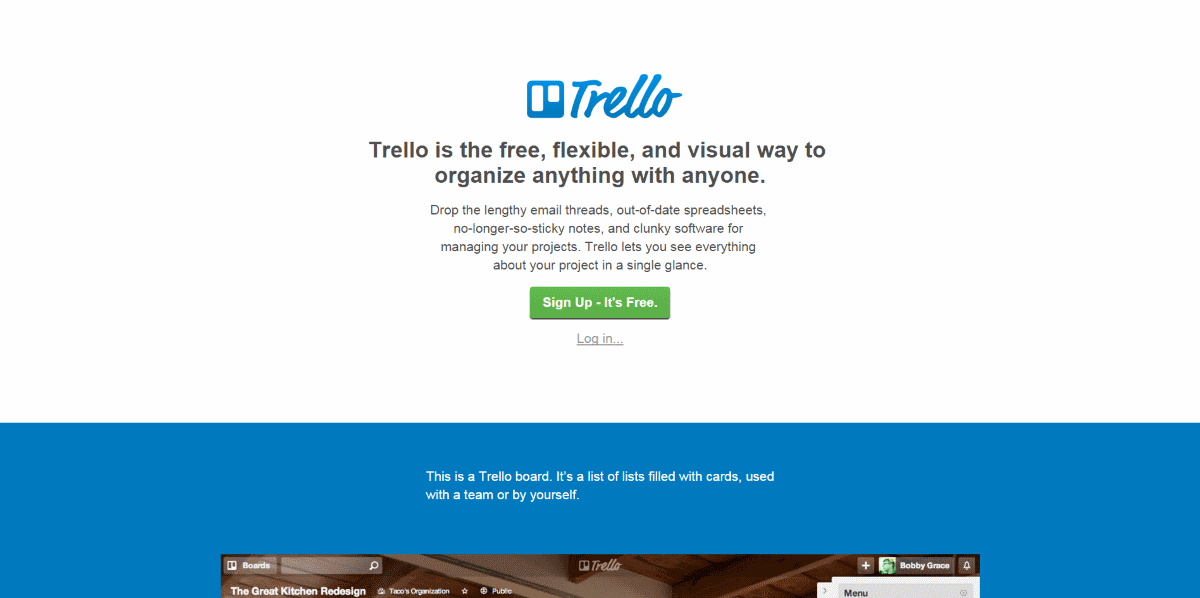 Trello
Trello is the free, flexible, and visual way to
organize anything with anyone.
Drop the lengthy email threads, out-of-date spreadsheets,
no-longer-so-sticky notes, and clunky software for
managing your projects. Trello lets you see everything
about your project in a single glance.
Sign Up - It's Free.
Log in...
This is a Trello board. It's a list of lists filled with cards, used
with a team or by yourself.
Boards Trello Bobby Grace
The Great Kitchen Redesign Taco's Organization Public Menu